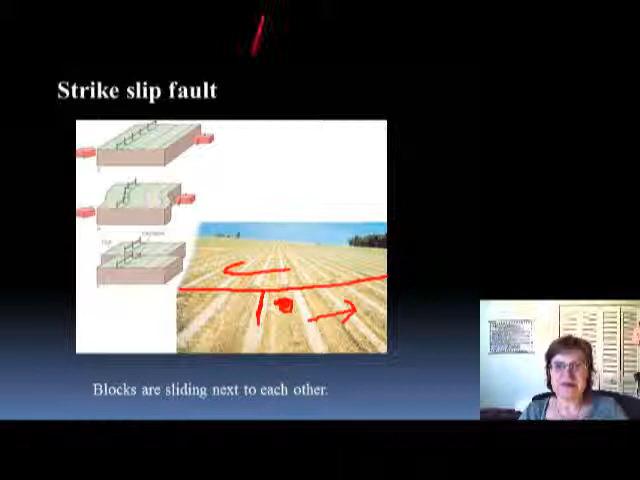 Strike slip fault
Blocks are sliding next to each other.